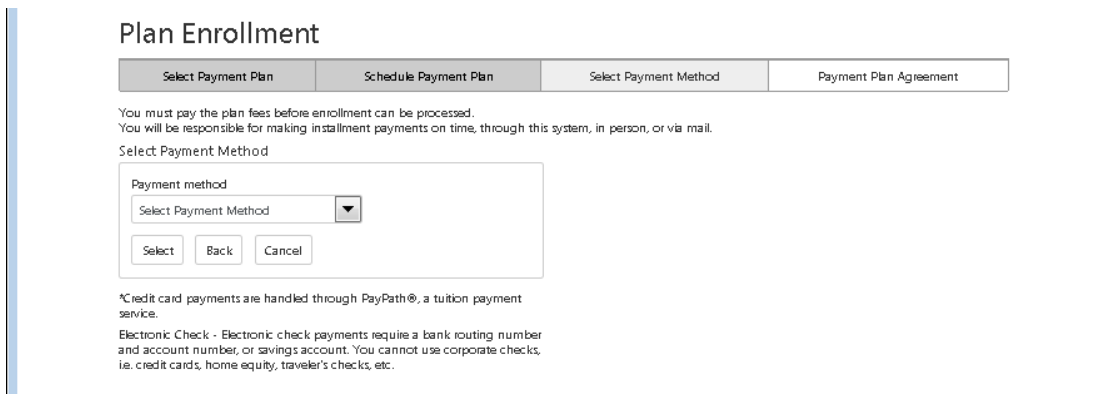 Plan Enrollment
Select Payment Plan
Schedule Payment Plan
Select Payment Method
Payment Plan Agreement
You must pay the plan fees before enrollment can be processed.
You will be responsible for making installment payments on time, through this system, in person, or via mail.
Select Payment Method
Payment method
Select Payment Method
Select
Back
Cancel
*Credit card payments are handled through PayPath®, a tuition payment
service.
Electronic Check - Electronic check payments require a bank routing number
and account number, or savings account. You cannot use corporate checks,
i.e. credit cards, home equity, traveler's checks, etc.